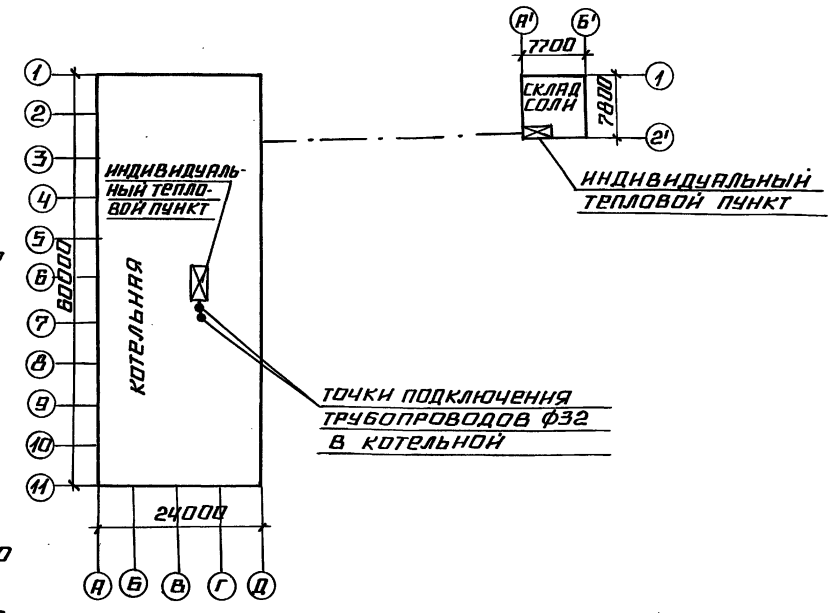 А'
Б'
7700
1
СКЛАД
СОЛИ
7800
2'
ИНДИВИДУАЛЬНЫЙ
ТЕПЛОВОЙ ПУНКТ
1
2
3
4
5
6
7
8
9
10
11
60000
ИНДИВИДУАЛЬ-
НЫЙ ТЕПЛО-
ВОЙ ПУНКТ
КОТЕЛЬНАЯ
ТОЧКИ ПОДКЛЮЧЕНИЯ
ТРУБОПРОВОДОВ Ф32
В КОТЕЛЬНОЙ
24000
А
Б
В
Г
Д